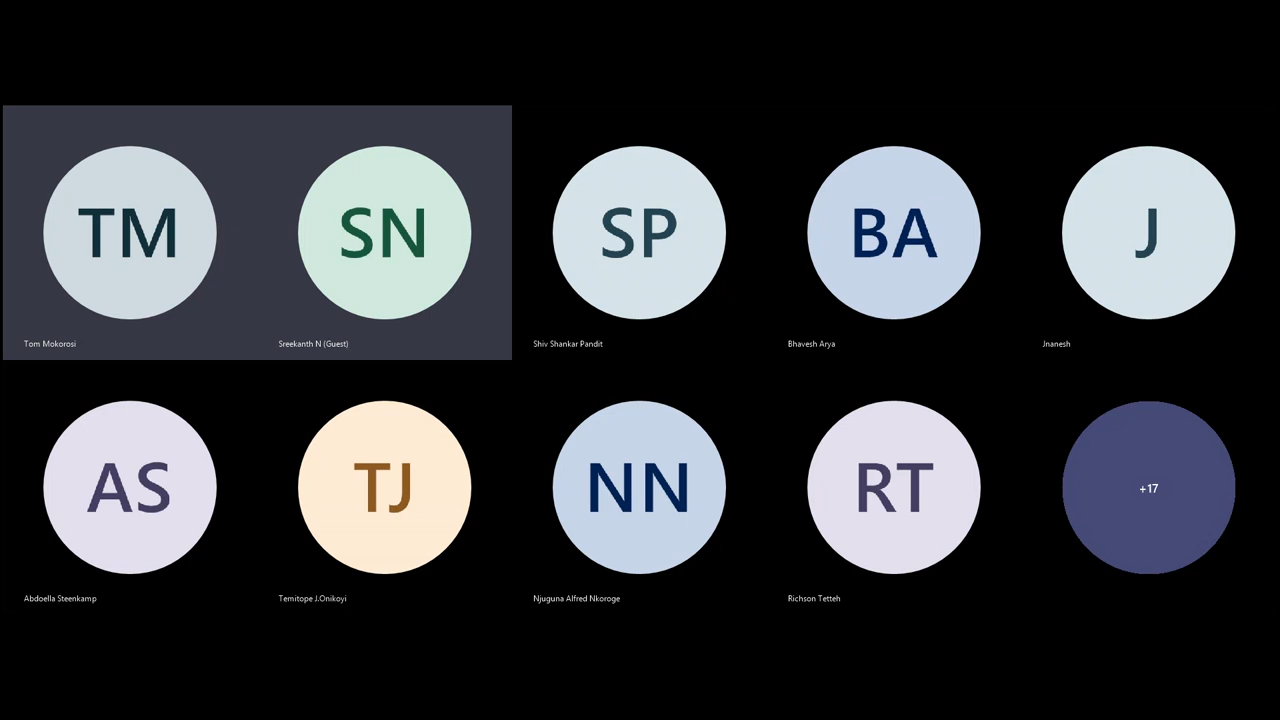 TM
SN
SP
BA
J
Tom Mokorosi
Sreekanth N (Guest)
Shiv Shankar Pandit
Bhavesh Arya
Jnanesh
AS
TJ
NN
RT
+17
Abdoella Steenkamp
Temitope J.Onikoyi
Njuguna Alfred Nkoroge
Richson Tetteh